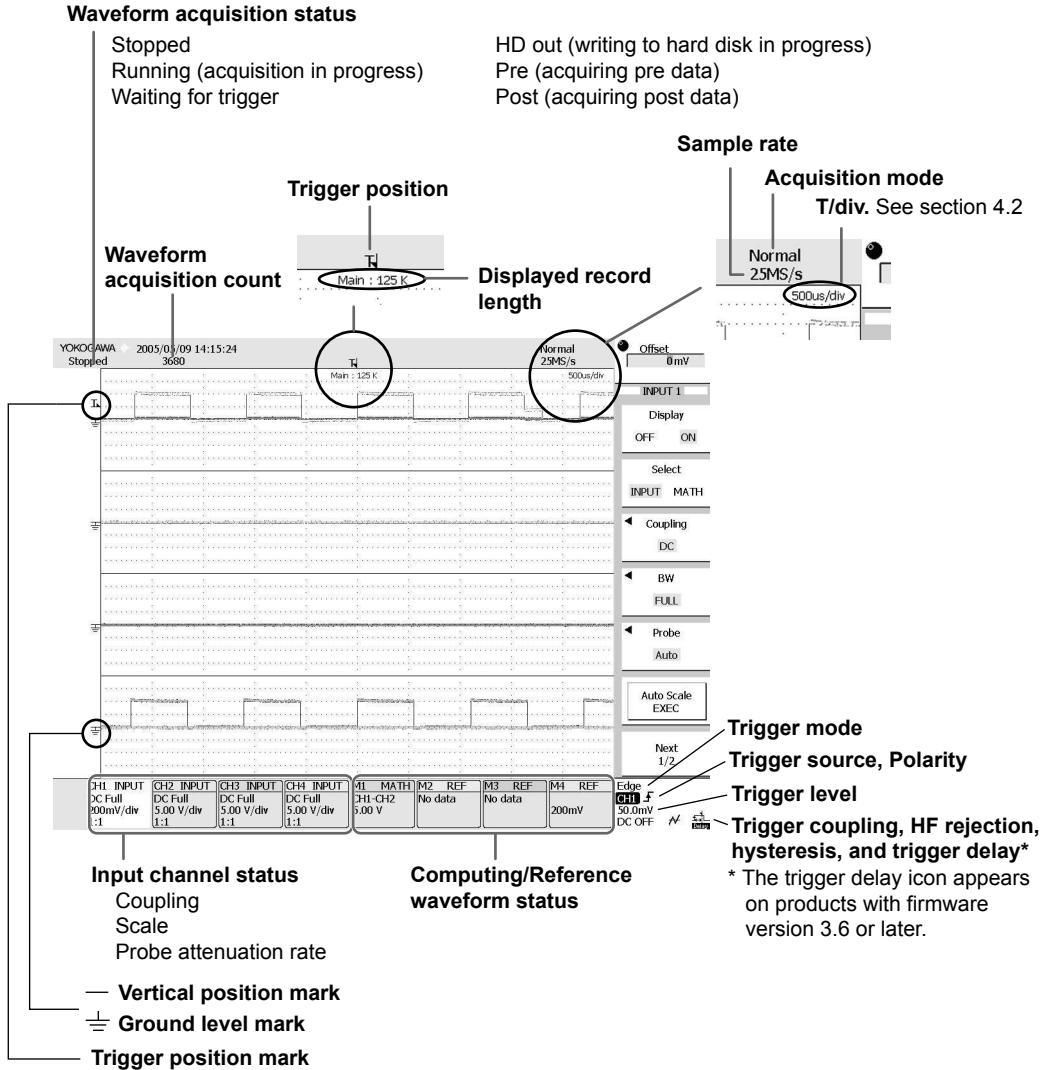 Waveform acquisition status
Stopped
Running (acquisition in progress)
Waiting for trigger
HD out (writing to hard disk in progress)
Pre (acquiring pre data)
Post (acquiring post data)
Sample rate
Acquisition mode
T/div. See section 4.2
Trigger position
Waveform
acquisition count
Main : 125 K
Displayed record
length
Normal
25MS/s
500us/div
YOKOGAWA 14:15:24
Stopped 3680
Main : 125 K
Normal
25MS/s
500us/div
Offset
0mV
INPUT 1
Display
OFF ON
Select
INPUT MATH
Coupling
DC
BW
FULL
Probe
Auto
Auto Scale
EXEC
Next
1/2
CH1 INPUT
DC Full
200mV/div
1:1
CH2 INPUT
DC Full
5.00 V/div
1:1
CH3 INPUT
DC Full
5.00 V/div
1:1
CH4 INPUT
DC Full
5.00 V/div
1:1
M1 MATH
CH1-CH2
5.00 V
M2 REF
No data
M3 REF
No data
M4 REF
200mV
Edge
CH1
50.0mV
DC OFF
Delay
Trigger mode
Trigger source, Polarity
Trigger level
Trigger coupling, HF rejection,
hysteresis, and trigger delay*
* The trigger delay icon appears
on products with firmware
version 3.6 or later.
Input channel status
Coupling
Scale
Probe attenuation rate
Computing/Reference
waveform status
Vertical position mark
Ground level mark
Trigger position mark